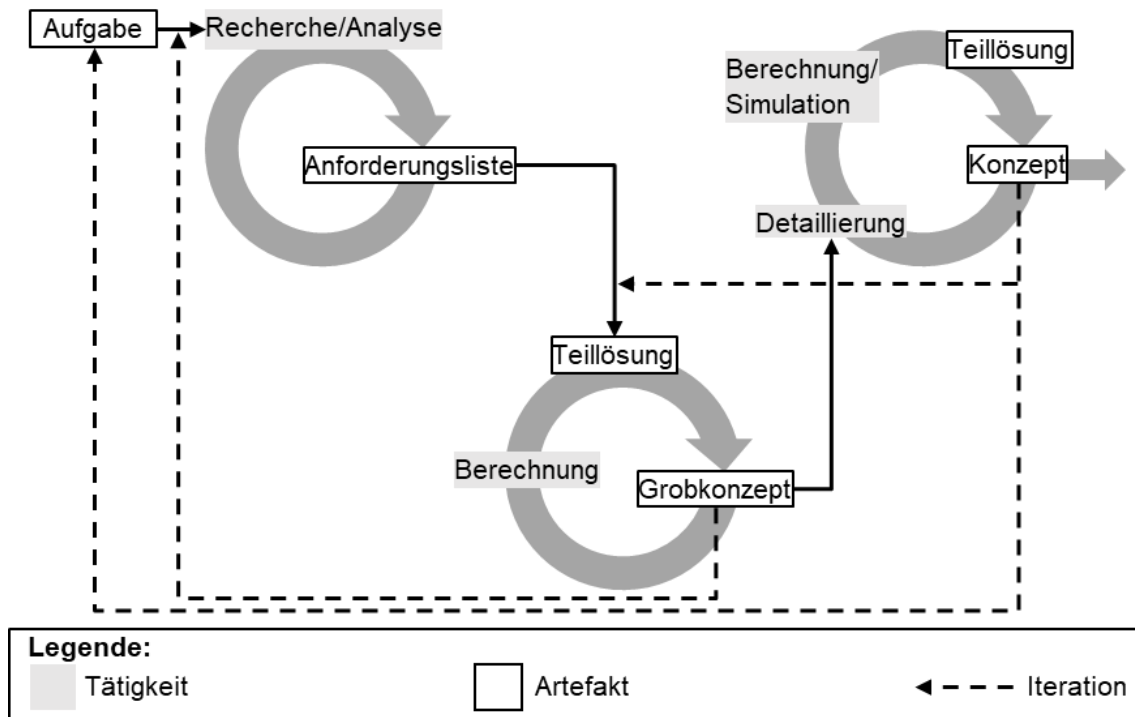 Aufgabe
Recherche/Analyse
Anforderungsliste
Teillösung
Berechnung/
Simulation
Konzept
Detaillierung
Teillösung
Berechnung
Grobkonzept
Legende:
Tätigkeit
Artefakt
Iteration